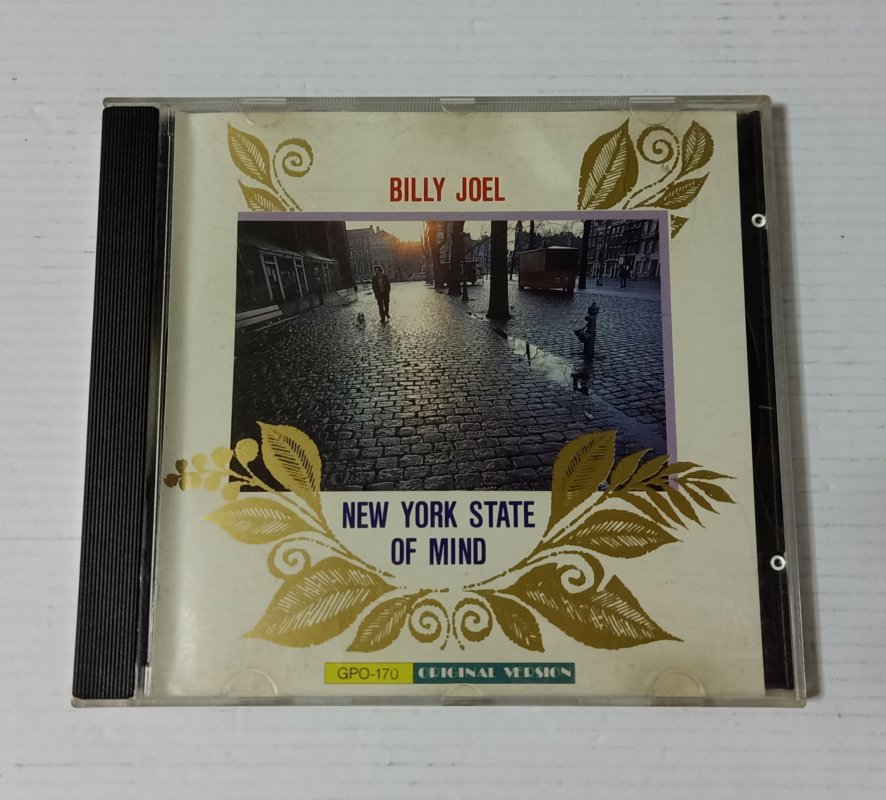 BILLY JOEL
NEW YORK STATE
OF MIND
GPO-170 ORIGINAL VERSION